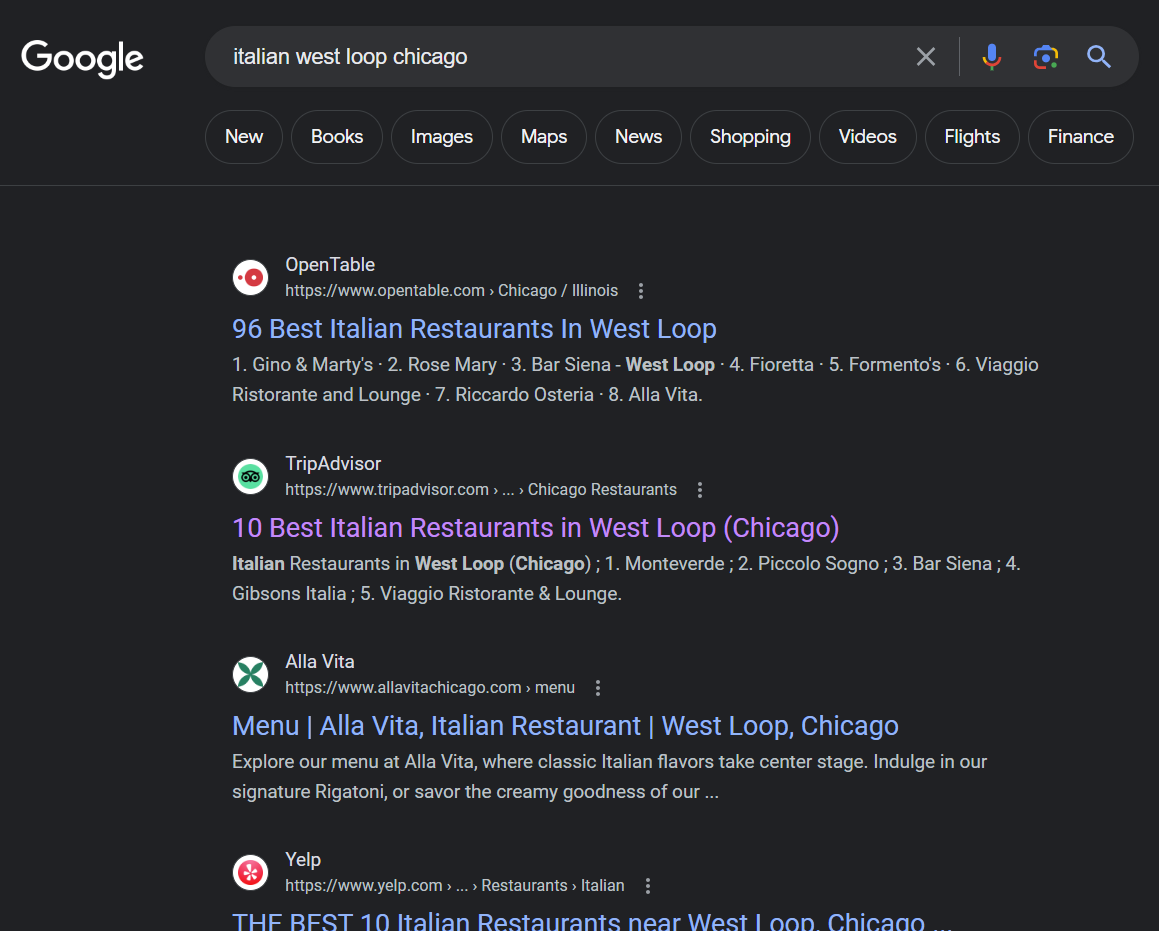 Google
italian west loop chicago
New Books Images Maps News Shopping Videos Flights Finance
OpenTable
https://www.opentable.com › Chicago / Illinois
96 Best Italian Restaurants In West Loop
1. Gino & Marty's · 2. Rose Mary · 3. Bar Siena - West Loop · 4. Fioretta · 5. Formento's · 6. Viaggio
Ristorante and Lounge · 7. Riccardo Osteria · 8. Alla Vita.
TripAdvisor
https://www.tripadvisor.com › ... › Chicago Restaurants
10 Best Italian Restaurants in West Loop (Chicago)
Italian Restaurants in West Loop (Chicago) ; 1. Monteverde ; 2. Piccolo Sogno ; 3. Bar Siena ; 4.
Gibsons Italia ; 5. Viaggio Ristorante & Lounge.
Alla Vita
https://www.allavitachicago.com › menu
Menu | Alla Vita, Italian Restaurant | West Loop, Chicago
Explore our menu at Alla Vita, where classic Italian flavors take center stage. Indulge in our
signature Rigatoni, or savor the creamy goodness of our ...
Yelp
https://www.yelp.com › ... › Restaurants › Italian
THE BEST 10 Italian Restaurants near West Loop, Chicago ...